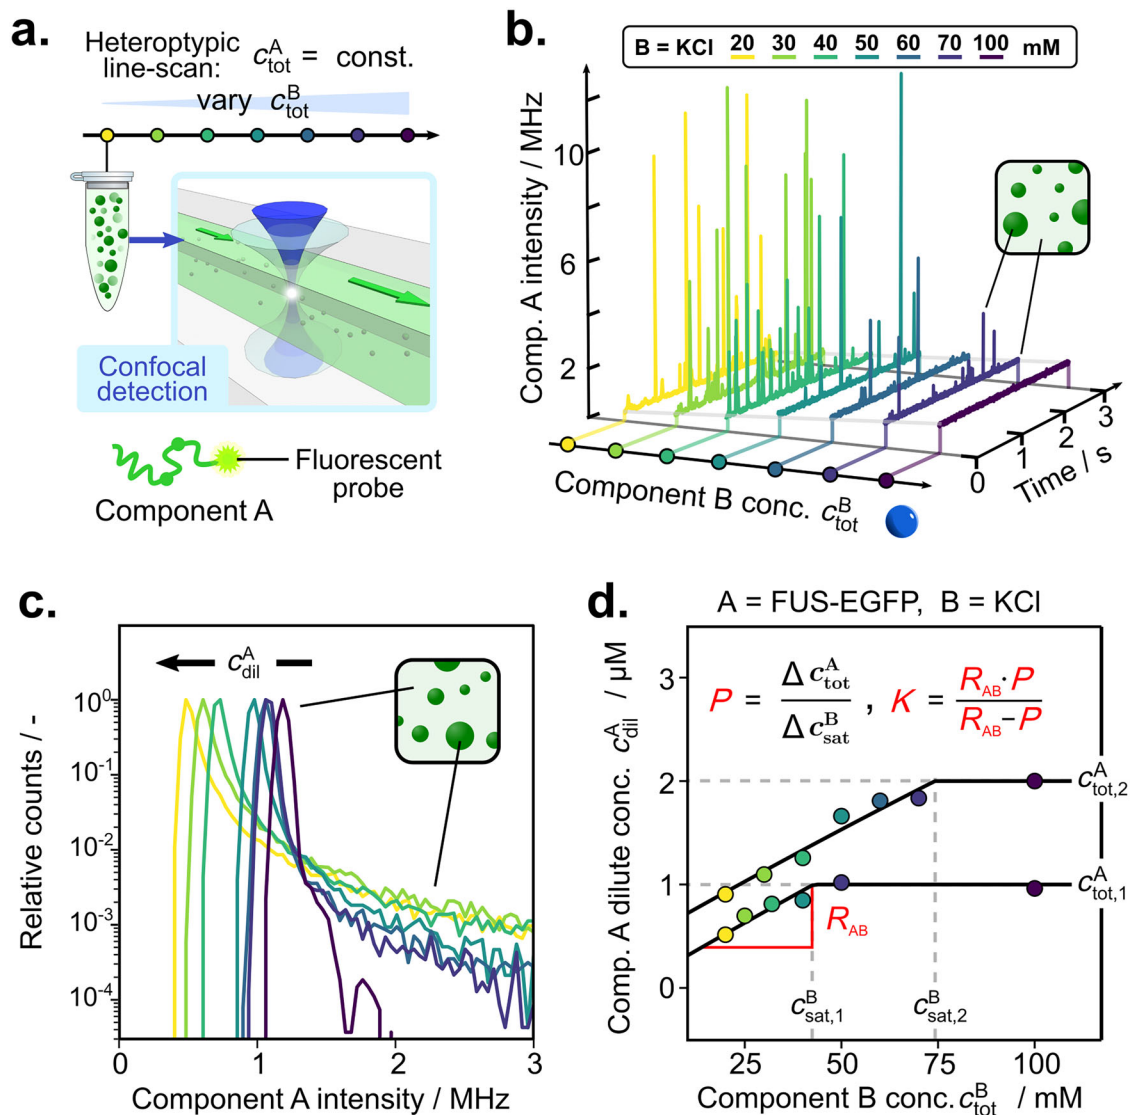 a.
Heteroptypic
line-scan: c^A_tot = const.
vary c^B_tot
Confocal
detection
Fluorescent
probe
Component A
b.
B = KCl 20 30 40 50 60 70 100 mM
Comp. A intensity / MHz
10
6
2
0
1
2
3
Time / s
Component B conc. c^B_tot
c.
c^A_dil
Relative counts / -
10^0
10^-1
10^-2
10^-3
10^-4
0 1 2 3
Component A intensity / MHz
d.
A = FUS-EGFP, B = KCl
Comp. A dilute conc. c^A_dil / μM
P = Δ c^A_tot / Δ c^B_sat , K = R_AB · P / R_AB − P
3
2
1
0
c^A_tot,2
c^A_tot,1
R_AB
c^B_sat,1 c^B_sat,2
25 50 75 100
Component B conc. c^B_tot / mM